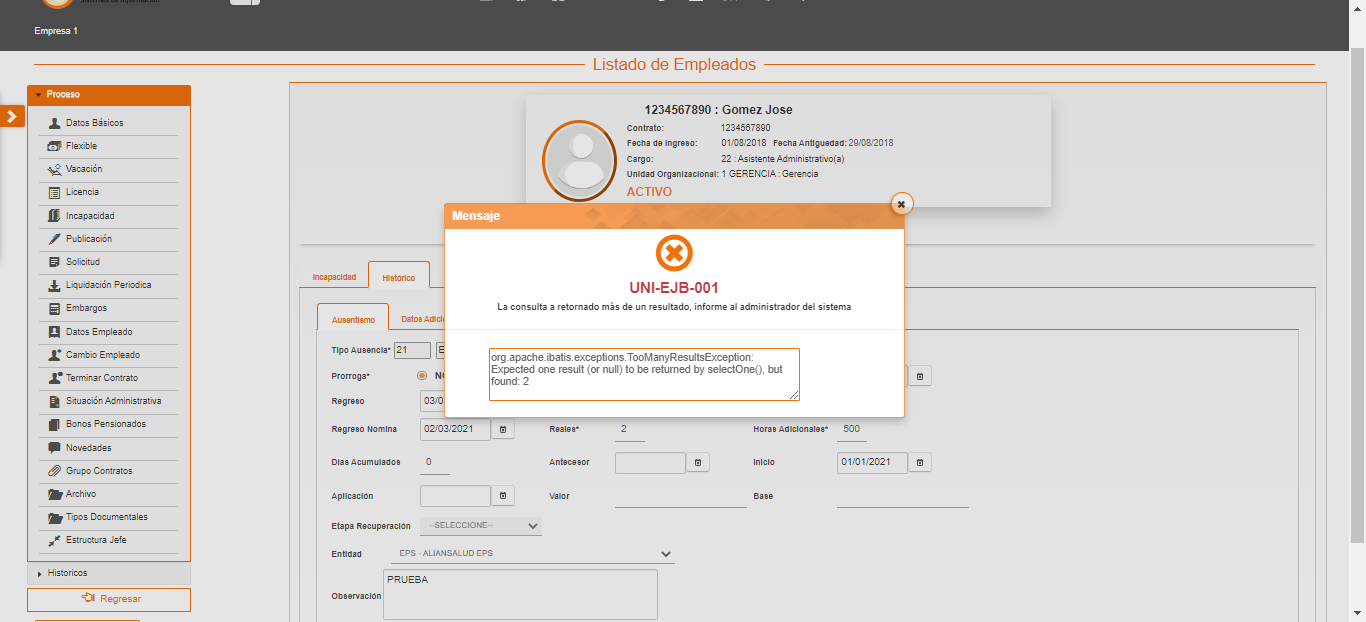 Empresa 1
Listado de Empleados
Proceso
Datos Básicos
Flexible
Vacación
Licencia
Incapacidad
Publicación
Solicitud
Liquidación Periodica
Embargos
Datos Empleado
Cambio Empleado
Terminar Contrato
Situación Administrativa
Bonos Pensionados
Novedades
Grupo Contratos
Archivo
Tipos Documentales
Estructura Jefe
Historicos
Regresar
1234567890 : Gomez Jose
Contrato: 1234567890
Fecha de Ingreso: 01/08/2018 Fecha Antiguedad: 29/08/2018
Cargo: 22 : Asistente Administrativo(a)
Unidad Organizacional: 1 GERENCIA : Gerencia
ACTIVO
Mensaje
UNI-EJB-001
La consulta a retornado más de un resultado, informe al administrador del sistema
org.apache.ibatis.exceptions.TooManyResultsException:
Expected one result (or null) to be returned by selectOne(), but
found: 2
Incapacidad Histórico
Ausentismo
Tipo Ausencia* 21
Prorroga*
Regreso
Regreso Nomina 02/03/2021 Reales* 2 Horas Adicionales* 500
Dias Acumulados 0 Antecesor Inicio 01/01/2021
Aplicación Valor Base
Etapa Recuperación --SELECCIONE--
Entidad EPS - ALIANSALUD EPS
Observación PRUEBA